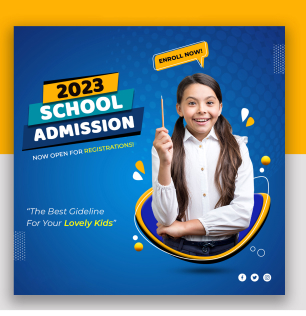 ENROLL NOW!
2023
SCHOOL
ADMISSION
NOW OPEN FOR REGISTRATIONS!
"The Best Gideline
For Your Lovely Kids"